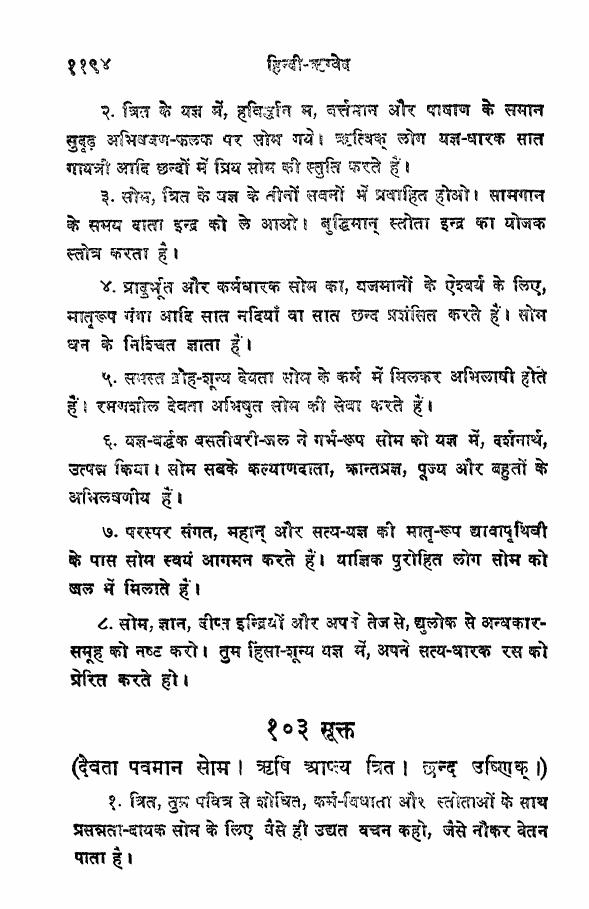 ११९४ हिन्दी-ऋग्वेद
२. त्रित के यज्ञ में, हविर्द्धान म, वर्त्तमान और पाषाण के समान
सुदृढ़ अभिषवण-फलक पर सोम गये। ऋत्विक् लोग यज्ञ-धारक सात
गायत्री आदि छन्दों में प्रिय सोम की स्तुति करते हैं।
३. सोम, त्रित के यज्ञ के तीनों सवनों में प्रवाहित होओ। सामगान
के समय दाता इन्द्र को ले आओ। बुद्धिमान् स्तोता इन्द्र का योजक
स्तोत्र करता है।
४. प्रादुर्भूत और कर्मधारक सोम का, यजमानों के ऐश्वर्य के लिए,
मातृरूप गंगा आदि सात नदियाँ वा सात छन्द प्रशंसित करते हैं। सोम
धन के निश्चित ज्ञाता हैं।
५. समस्त द्रोह-शून्य देवता सोम के कर्म में मिलकर अभिलाषी होते
हैं। रमणशील देवता अभिषुत सोम की सेवा करते हैं।
६. यज्ञ-बर्द्धक बसतीवरी-जल ने गर्भ-रूप सोम को यज्ञ में, दर्शनार्थ,
उत्पन्न किया। सोम सबके कल्याणदाता, क्रान्तप्रज्ञ, पूज्य और बहुतों के
अभिलषणीय हैं।
७. परस्पर संगत, महान् और सत्य-यज्ञ की मातृ-रूप द्यावापृथिवी
के पास सोम स्वयं आगमन करते हैं। याज्ञिक पुरोहित लोग सोम को
जल में मिलाते हैं।
८. सोम, ज्ञान, दीप्त इन्द्रियों और अपने तेज से, द्युलोक से अन्धकार-
समूह को नष्ट करो। तुम हिंसा-शून्य यज्ञ में, अपने सत्य-धारक रस को
प्रेरित करते हो।
१०३ सूक्त
(देवता पवमान सोम। ऋषि आप्त्य त्रित। छन्द उष्णिक्।)
१. त्रित, तुम पवित्र से शोधित, कर्म-विधाता और स्तोताओं के साथ
प्रसन्नता-दायक सोम के लिए वैसे ही उद्यत वचन कहो, जैसे नौकर वेतन
पाता है।